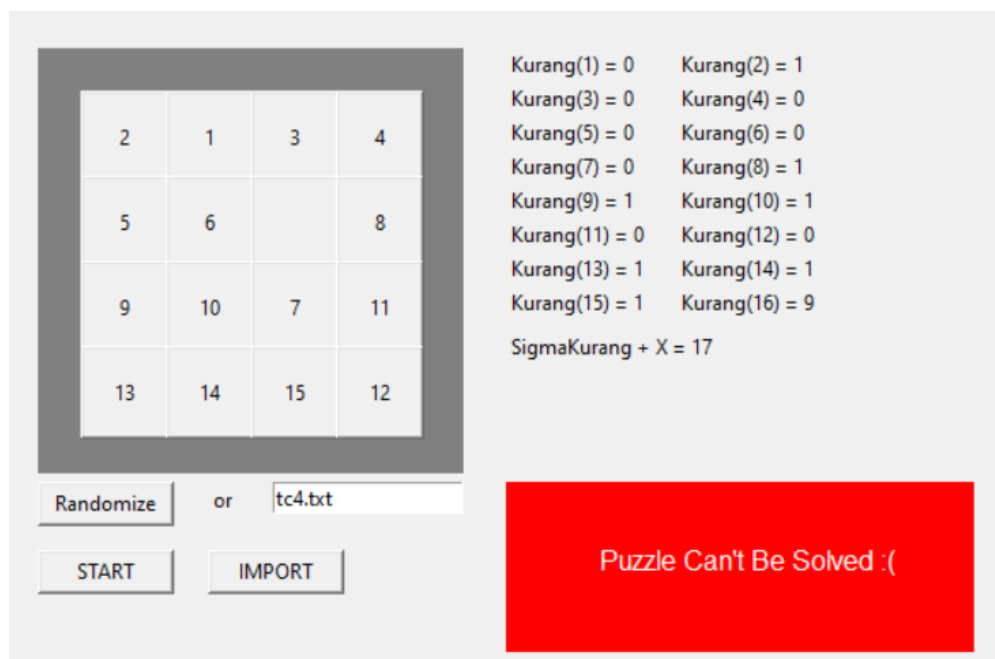 2 1 3 4
5 6 8
9 10 7 11
13 14 15 12
Randomize or tc4.txt
START IMPORT
Kurang(1) = 0 Kurang(2) = 1
Kurang(3) = 0 Kurang(4) = 0
Kurang(5) = 0 Kurang(6) = 0
Kurang(7) = 0 Kurang(8) = 1
Kurang(9) = 1 Kurang(10) = 1
Kurang(11) = 0 Kurang(12) = 0
Kurang(13) = 1 Kurang(14) = 1
Kurang(15) = 1 Kurang(16) = 9
SigmaKurang + X = 17
Puzzle Can't Be Solved :(